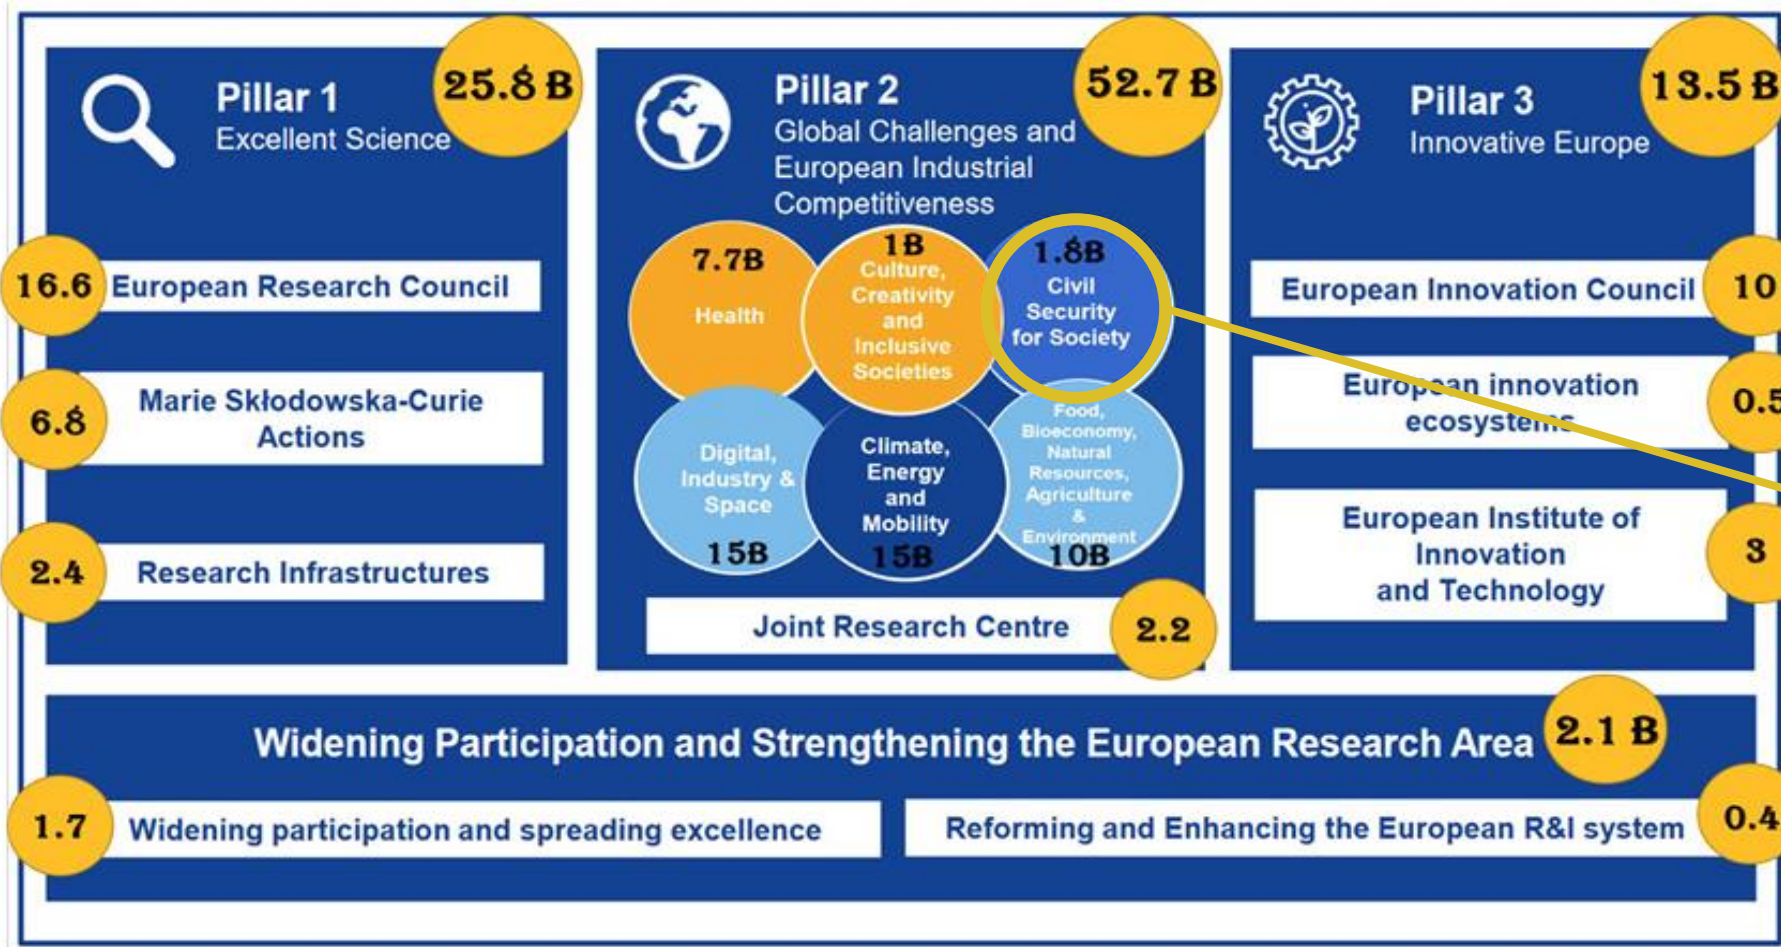 Pillar 1
Excellent Science
25.8 B
16.6
European Research Council
6.8
Marie Skłodowska-Curie
Actions
2.4
Research Infrastructures
Pillar 2
Global Challenges and
European Industrial
Competitiveness
52.7 B
7.7B
Health
1B
Culture,
Creativity
and
Inclusive
Societies
1.8B
Civil
Security
for Society
Digital,
Industry &
Space
15B
Climate,
Energy
and
Mobility
15B
Food,
Bioeconomy,
Natural
Resources,
Agriculture
&
Environment
10B
Joint Research Centre
2.2
Pillar 3
Innovative Europe
13.5 B
European Innovation Council
10
European innovation
ecosystems
0.5
European Institute of
Innovation
and Technology
3
Widening Participation and Strengthening the European Research Area
2.1 B
1.7
Widening participation and spreading excellence
Reforming and Enhancing the European R&I system
0.4